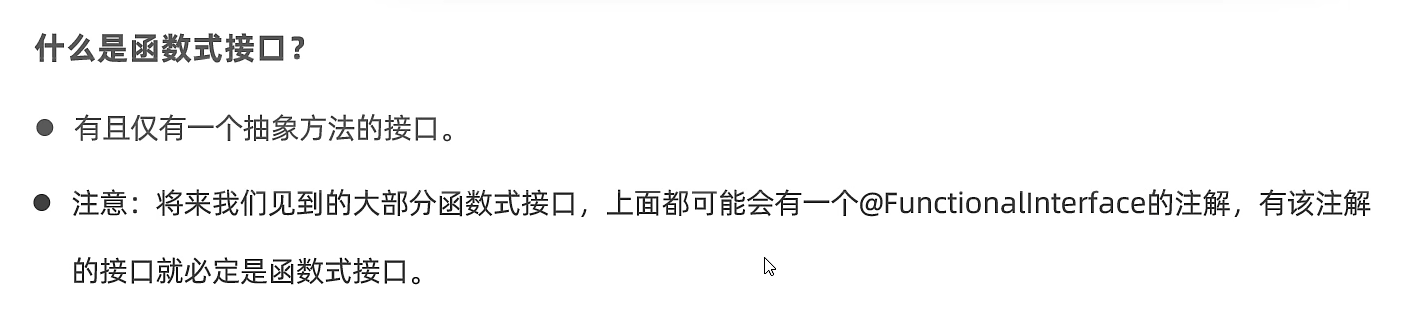 什么是函数式接口?
● 有且仅有一个抽象方法的接口。
● 注意：将来我们见到的大部分函数式接口，上面都可能会有一个@FunctionalInterface的注解，有该注解
的接口就必定是函数式接口。